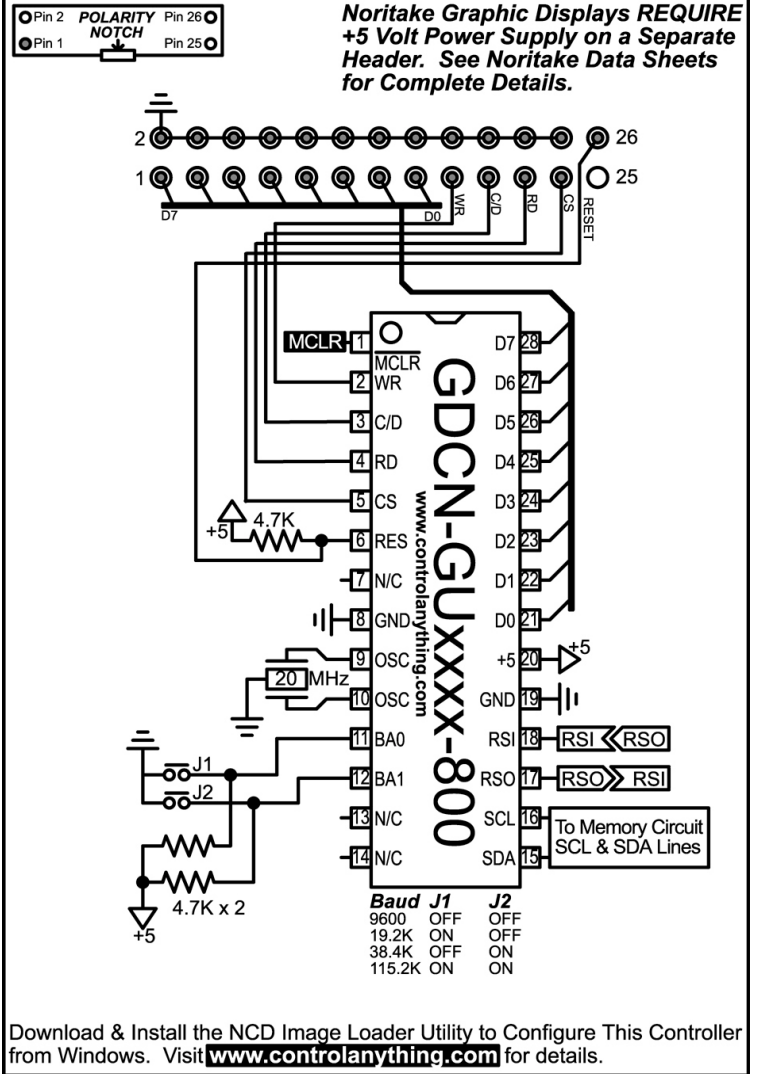 Pin 2 POLARITY Pin 26
NOTCH
Pin 1 Pin 25
Noritake Graphic Displays REQUIRE
+5 Volt Power Supply on a Separate
Header. See Noritake Data Sheets
for Complete Details.
2 26
1 25
D7 D0 WR C/D RD CS RESET
MCLR 1 MCLR
2 WR
3 C/D
4 RD
5 CS
+5 4.7K
6 RES
7 N/C
8 GND
9 OSC
20 MHz
10 OSC
11 BA0
J1
12 BA1
J2
13 N/C
14 N/C
4.7K x 2
+5
GDCN-GUXXXX-800
www.controlanything.com
D7 28
D6 27
D5 26
D4 25
D3 24
D2 23
D1 22
D0 21
+5 20 +5
GND 19
RSI 18 RSI RSO
RSO 17 RSO RSI
SCL 16
SDA 15
To Memory Circuit
SCL & SDA Lines
Baud J1 J2
9600 OFF OFF
19.2K ON OFF
38.4K OFF ON
115.2K ON ON
Download & Install the NCD Image Loader Utility to Configure This Controller
from Windows. Visit www.controlanything.com for details.